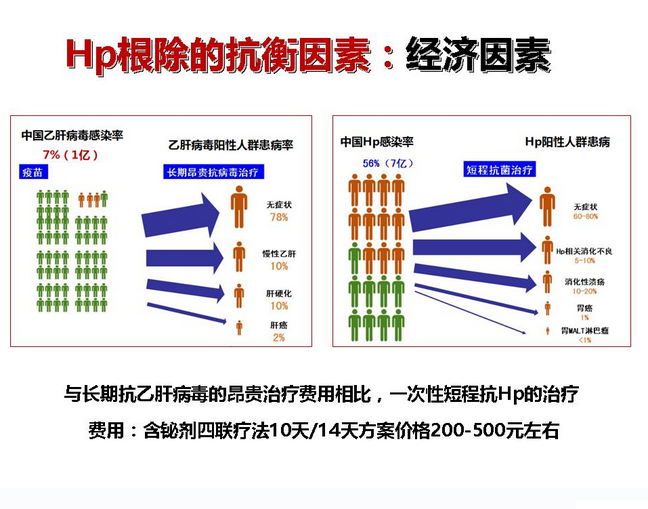 Hp根除的抗衡因素：经济因素
中国乙肝病毒感染率
7%（1亿）
疫苗
乙肝病毒阳性人群患病率
长期昂贵抗病毒治疗
无症状
78%
慢性乙肝
10%
肝硬化
10%
肝癌
2%
中国Hp感染率
56%（7亿）
Hp阳性人群患病
短程抗菌治疗
无症状
60-80%
Hp相关消化不良
5-10%
消化性溃疡
10-20%
胃癌
1%
胃MALT淋巴瘤
<1%
与长期抗乙肝病毒的昂贵治疗费用相比，一次性短程抗Hp的治疗
费用：含铋剂四联疗法10天/14天方案价格200-500元左右